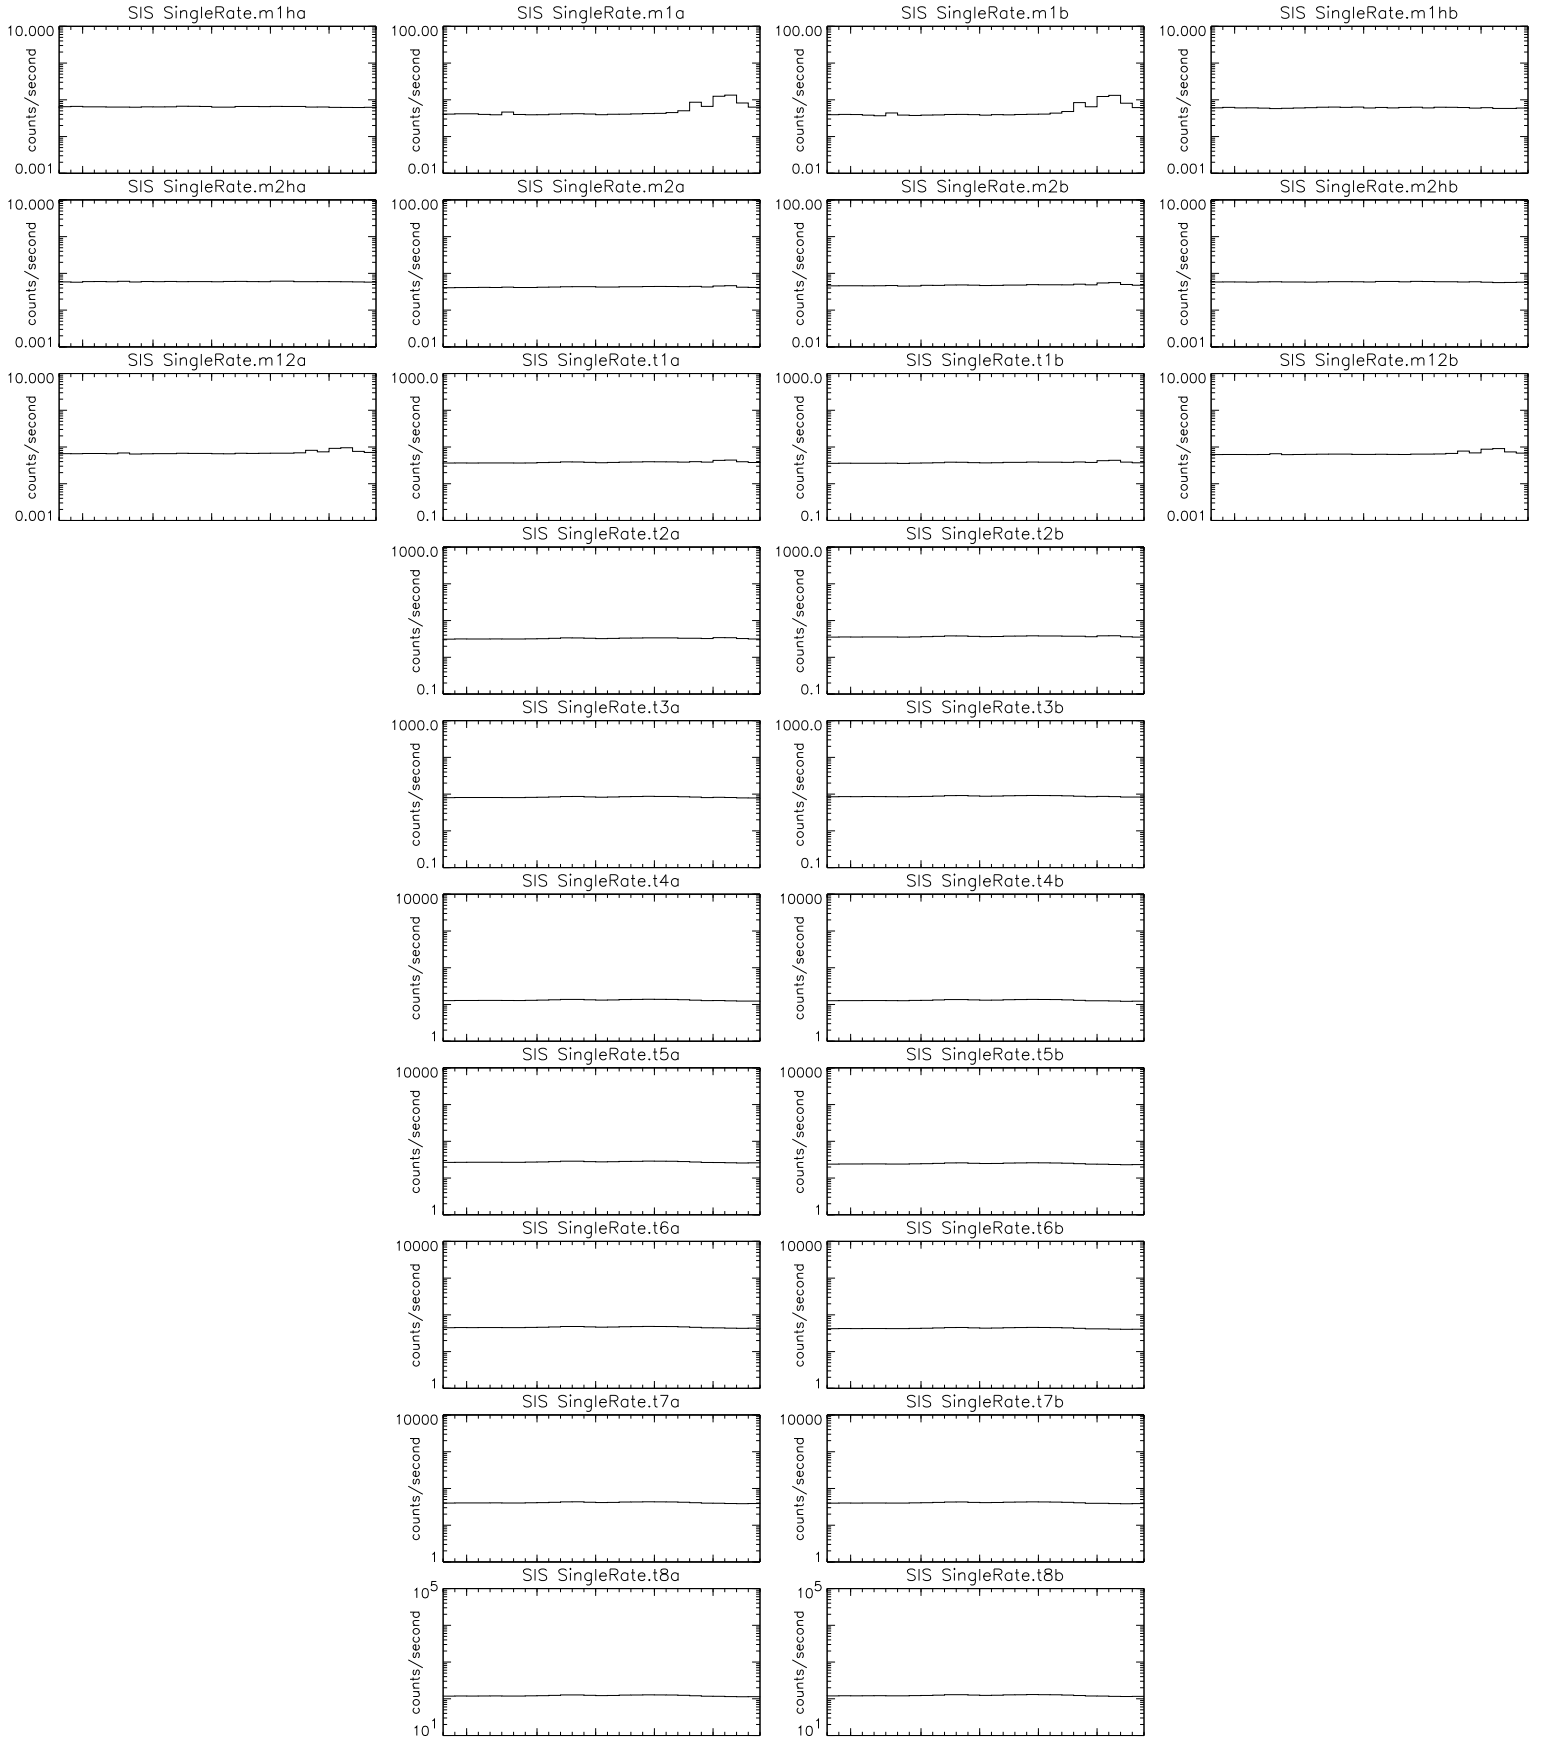 SIS SingleRate.m1ha
10.000
counts/second
0.001
SIS SingleRate.m1a
100.00
counts/second
0.01
SIS SingleRate.m1b
100.00
counts/second
0.01
SIS SingleRate.m1hb
10.000
counts/second
0.001
SIS SingleRate.m2ha
10.000
counts/second
0.001
SIS SingleRate.m2a
100.00
counts/second
0.01
SIS SingleRate.m2b
100.00
counts/second
0.01
SIS SingleRate.m2hb
10.000
counts/second
0.001
SIS SingleRate.m12a
10.000
counts/second
0.001
SIS SingleRate.t1a
1000.0
counts/second
0.1
SIS SingleRate.t1b
1000.0
counts/second
0.1
SIS SingleRate.m12b
10.000
counts/second
0.001
SIS SingleRate.t2a
1000.0
counts/second
0.1
SIS SingleRate.t2b
1000.0
counts/second
0.1
SIS SingleRate.t3a
1000.0
counts/second
0.1
SIS SingleRate.t3b
1000.0
counts/second
0.1
SIS SingleRate.t4a
10000
counts/second
1
SIS SingleRate.t4b
10000
counts/second
1
SIS SingleRate.t5a
10000
counts/second
1
SIS SingleRate.t5b
10000
counts/second
1
SIS SingleRate.t6a
10000
counts/second
1
SIS SingleRate.t6b
10000
counts/second
1
SIS SingleRate.t7a
10000
counts/second
1
SIS SingleRate.t7b
10000
counts/second
1
SIS SingleRate.t8a
10⁵
counts/second
10¹
SIS SingleRate.t8b
10⁵
counts/second
10¹